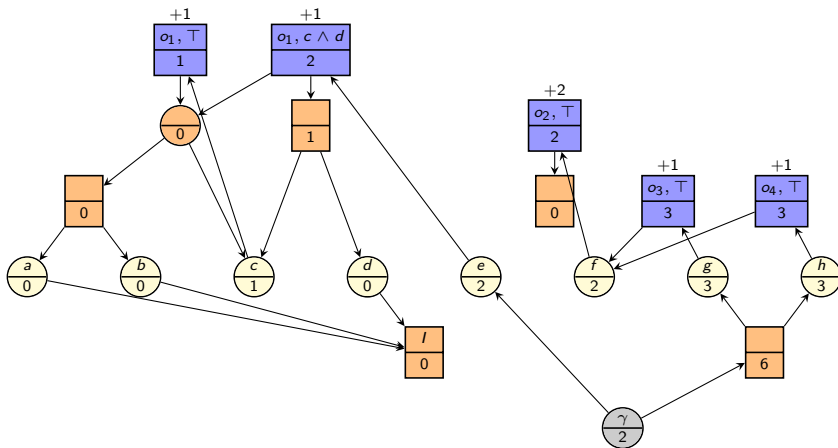 +1 +1
o₁, ⊤ o₁, c ∧ d
1 2
+2
o₂, ⊤
0 1 2
+1 +1
o₃, ⊤ o₄, ⊤
0 0 3 3
a b c d e f g h
0 0 1 0 2 2 3 3
I
0 6
γ
2